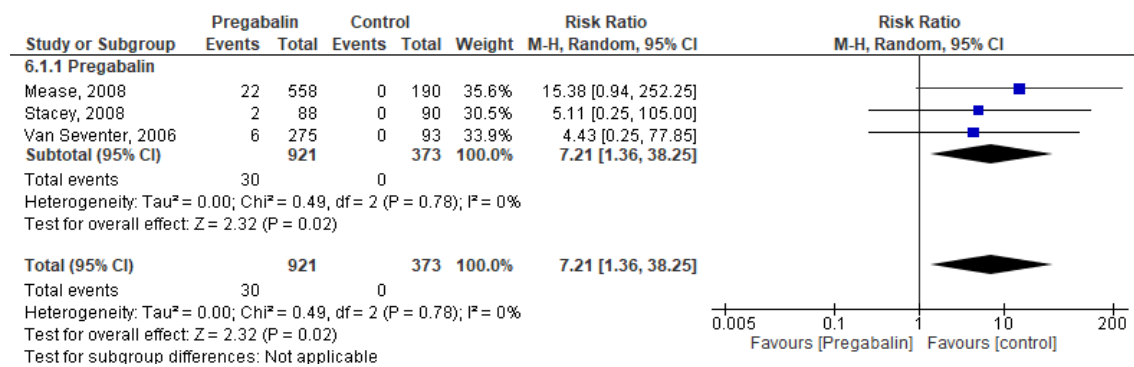 Pregabalin Control Risk Ratio Risk Ratio
Study or Subgroup Events Total Events Total Weight M-H, Random, 95% CI M-H, Random, 95% CI
6.1.1 Pregabalin
Mease, 2008 22 558 0 190 35.6% 15.38 [0.94, 252.25]
Stacey, 2008 2 88 0 90 30.5% 5.11 [0.25, 105.00]
Van Seventer, 2006 6 275 0 93 33.9% 4.43 [0.25, 77.85]
Subtotal (95% CI) 921 373 100.0% 7.21 [1.36, 38.25]
Total events 30 0
Heterogeneity: Tau² = 0.00; Chi² = 0.49, df = 2 (P = 0.78); I² = 0%
Test for overall effect: Z = 2.32 (P = 0.02)
Total (95% CI) 921 373 100.0% 7.21 [1.36, 38.25]
Total events 30 0
Heterogeneity: Tau² = 0.00; Chi² = 0.49, df = 2 (P = 0.78); I² = 0%
Test for overall effect: Z = 2.32 (P = 0.02)
Test for subgroup differences: Not applicable
0.005 0.1 1 10 200
Favours [Pregabalin] Favours [control]